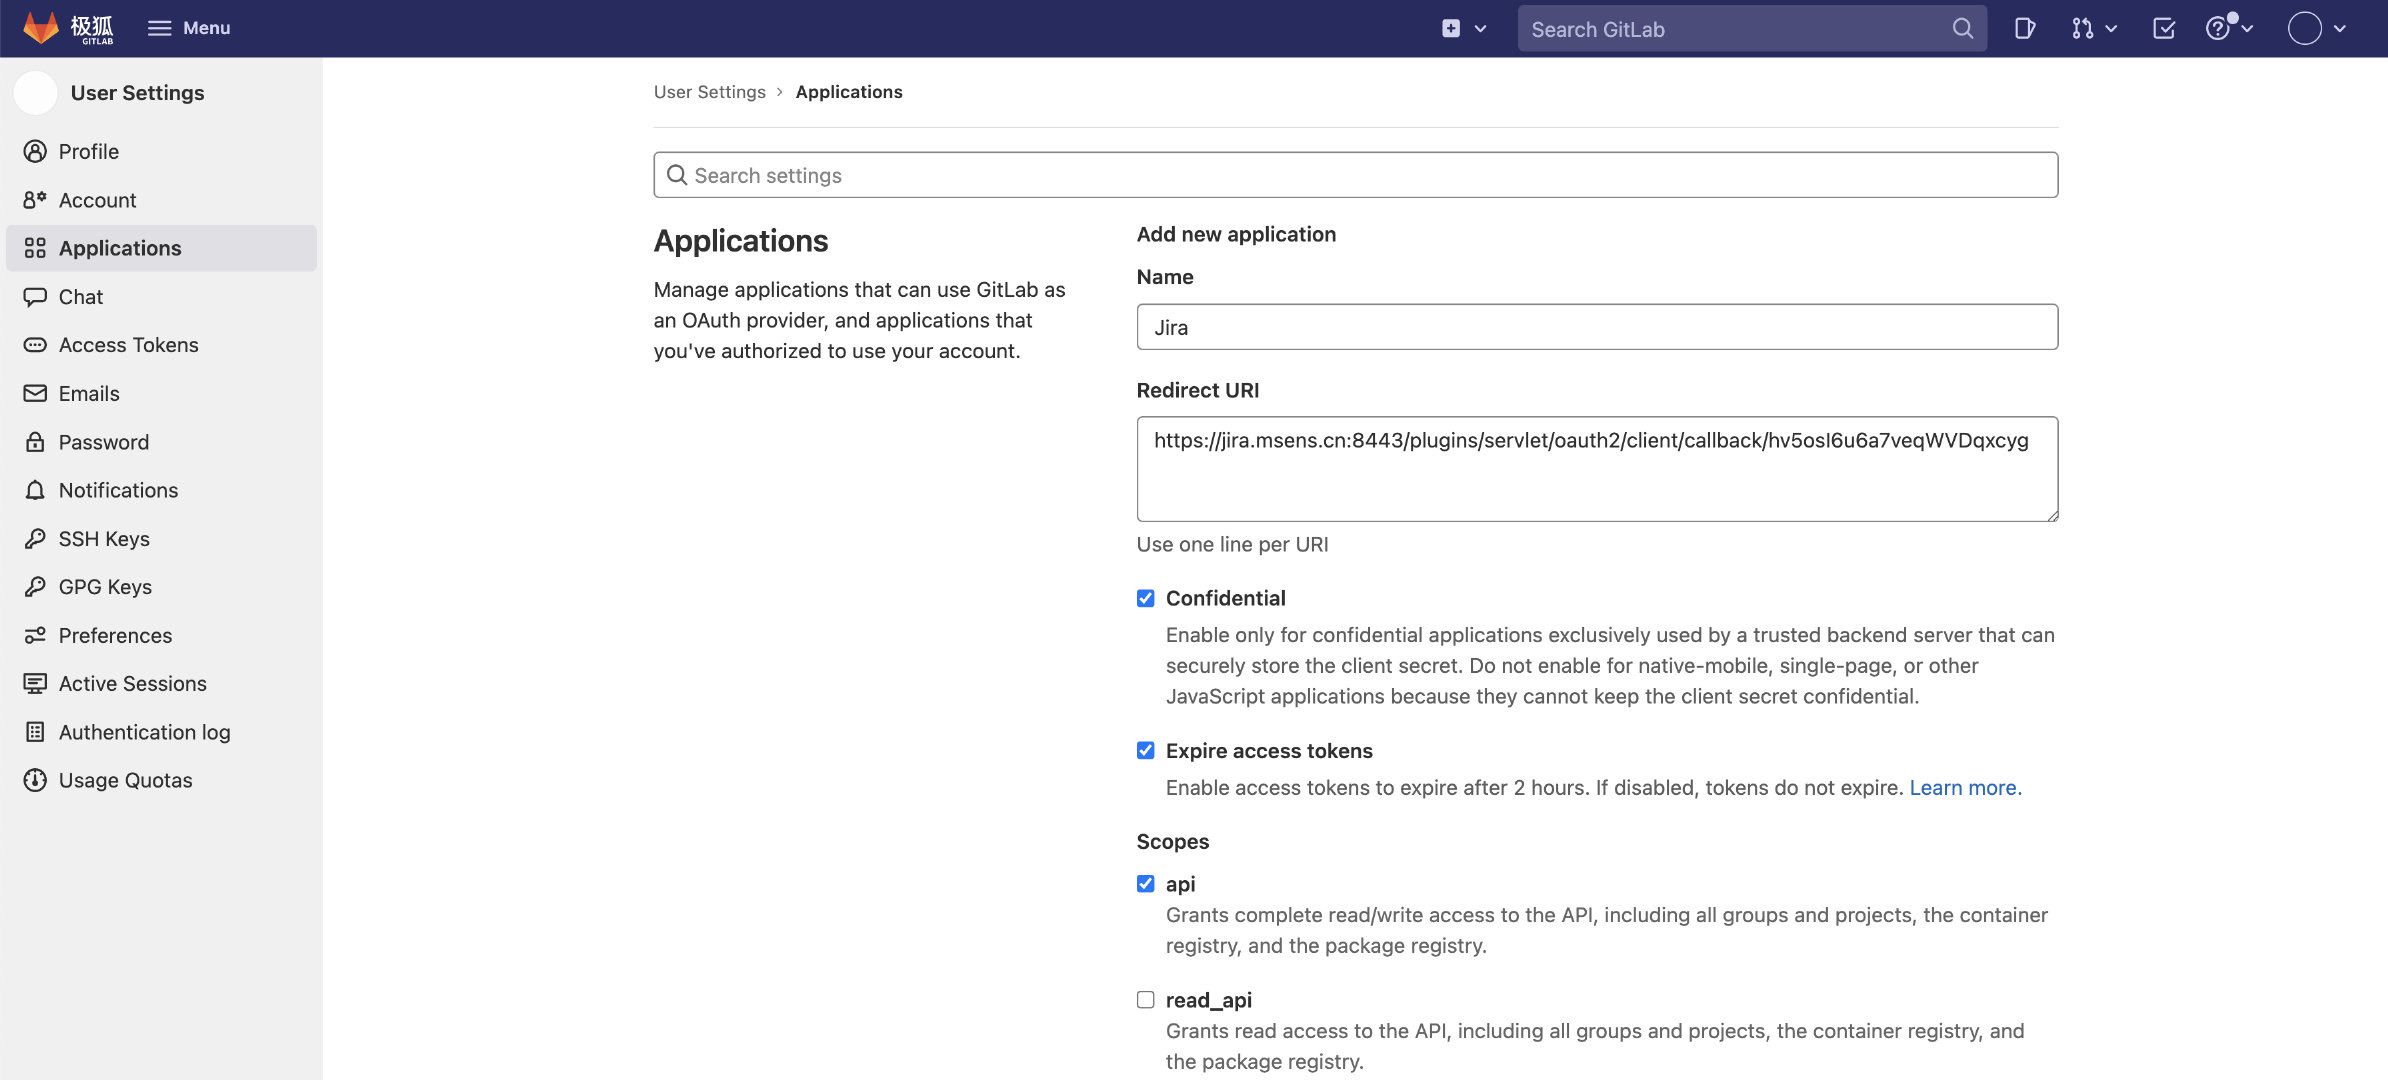 极狐
GITLAB
Menu
Search GitLab
User Settings
Profile
Account
Applications
Chat
Access Tokens
Emails
Password
Notifications
SSH Keys
GPG Keys
Preferences
Active Sessions
Authentication log
Usage Quotas
User Settings > Applications
Search settings
Applications
Manage applications that can use GitLab as
an OAuth provider, and applications that
you've authorized to use your account.
Add new application
Name
Jira
Redirect URI
https://jira.msens.cn:8443/plugins/servlet/oauth2/client/callback/hv5osI6u6a7veqWVDqxcyg
Use one line per URI
Confidential
Enable only for confidential applications exclusively used by a trusted backend server that can
securely store the client secret. Do not enable for native-mobile, single-page, or other
JavaScript applications because they cannot keep the client secret confidential.
Expire access tokens
Enable access tokens to expire after 2 hours. If disabled, tokens do not expire. Learn more.
Scopes
api
Grants complete read/write access to the API, including all groups and projects, the container
registry, and the package registry.
read_api
Grants read access to the API, including all groups and projects, the container registry, and
the package registry.